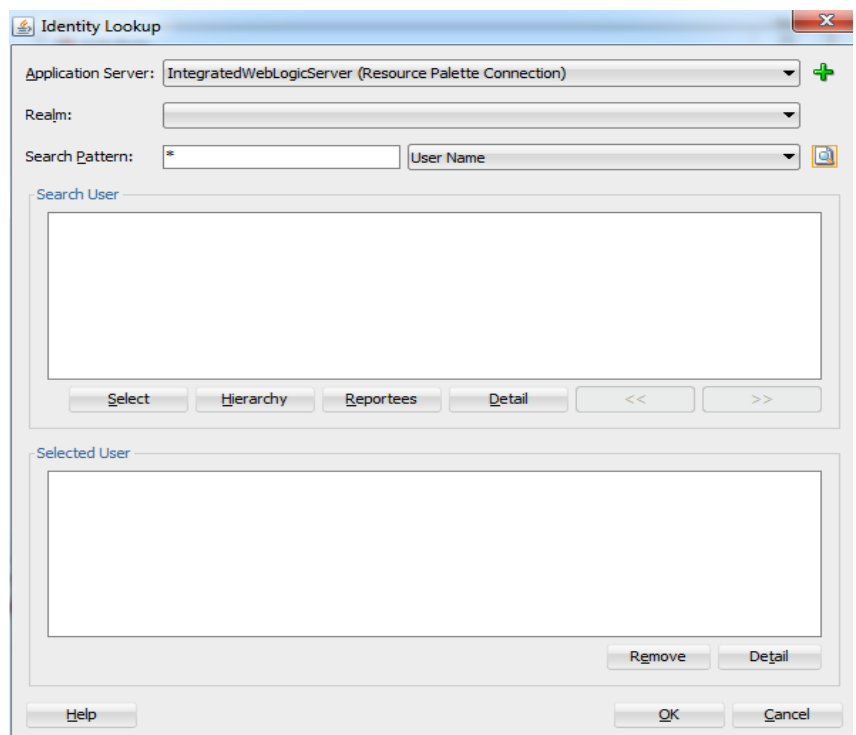 Identity Lookup
Application Server: IntegratedWebLogicServer (Resource Palette Connection)
Realm:
Search Pattern: * User Name
Search User
Select Hierarchy Reportees Detail << >>
Selected User
Remove Detail
Help OK Cancel